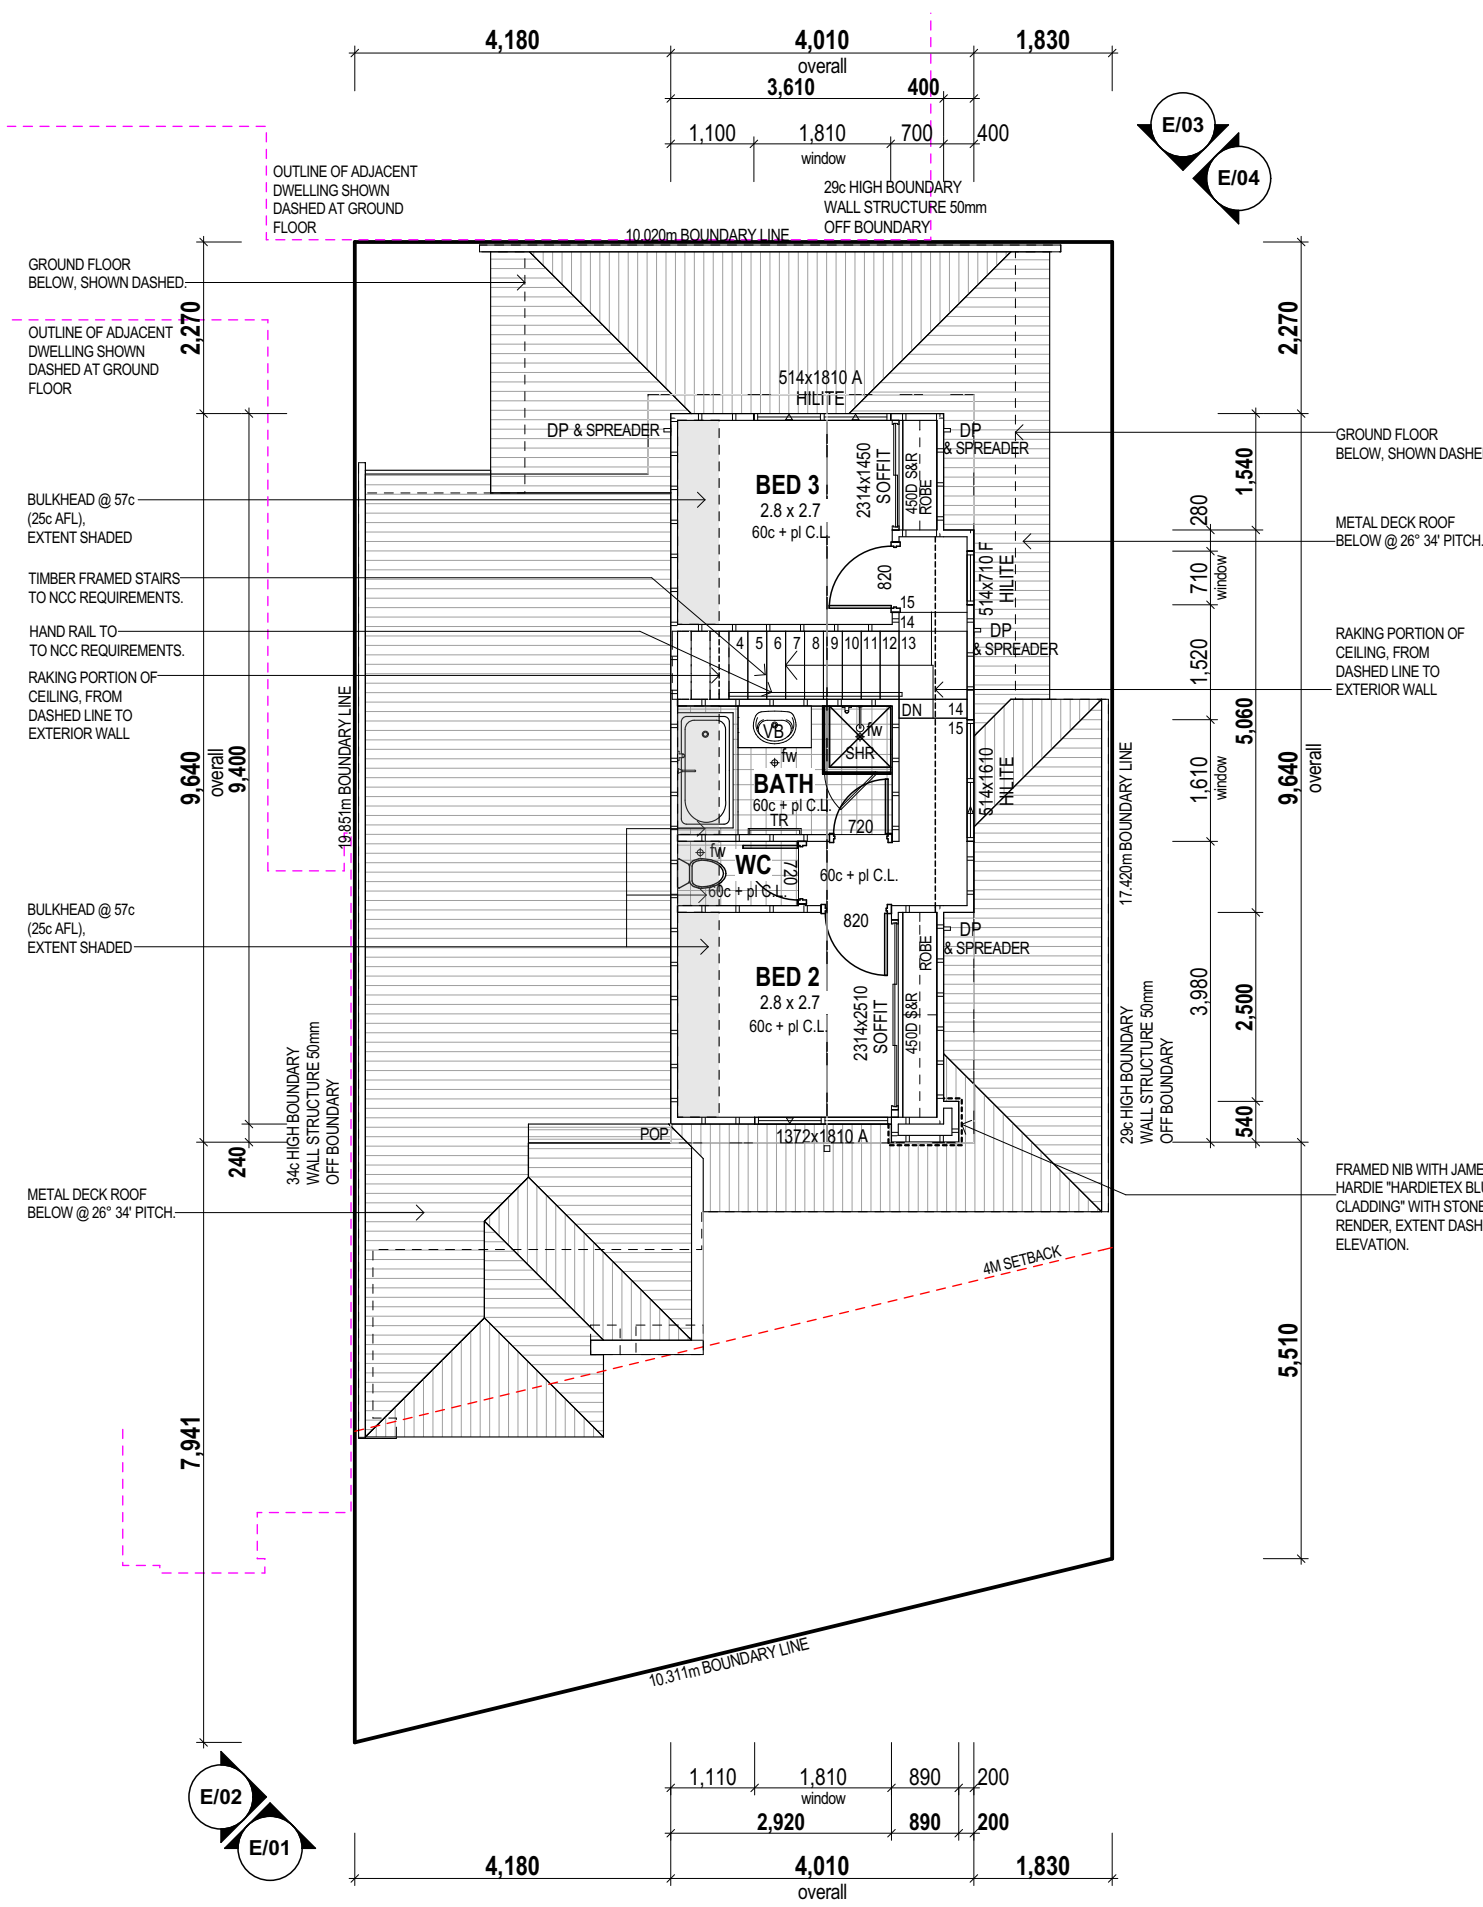 4,180
4,010
1,830
overall
3,610
400
1,100
1,810
700
400
window
E/03
E/04
OUTLINE OF ADJACENT
DWELLING SHOWN
DASHED AT GROUND
FLOOR
29c HIGH BOUNDARY
WALL STRUCTURE 50mm
OFF BOUNDARY
10.020m BOUNDARY LINE
GROUND FLOOR
BELOW, SHOWN DASHED.
2,270
2,270
OUTLINE OF ADJACENT
DWELLING SHOWN
DASHED AT GROUND
FLOOR
514x1810 A
HILITE
DP & SPREADER
DP
& SPREADER
GROUND FLOOR
BELOW, SHOWN DASHE
BULKHEAD @ 57c
(25c AFL),
EXTENT SHADED
BED 3
2.8 x 2.7
60c + pl C.L.
2314x1450
SOFFIT
450D S&R
ROBE
1,540
280
METAL DECK ROOF
BELOW @ 26° 34' PITCH.
TIMBER FRAMED STAIRS
TO NCC REQUIREMENTS.
820
514x710 F
HILITE
710
window
HAND RAIL TO
TO NCC REQUIREMENTS.
15
14
4 5 6 7 8 9 10 11 12 13
DP
& SPREADER
1,520
RAKING PORTION OF
CEILING, FROM
DASHED LINE TO
EXTERIOR WALL
RAKING PORTION OF
CEILING, FROM
DASHED LINE TO
EXTERIOR WALL
DN 14
15
5,060
9,640
overall
9,400
19.851m BOUNDARY LINE
VB
fw
fw
SHR
BATH
60c + pl C.L.
TR
720
514x1610
HILITE
17.420m BOUNDARY LINE
1,610
window
9,640
overall
fw
WC
60c + pl C.L.
720
60c + pl C.L.
BULKHEAD @ 57c
(25c AFL),
EXTENT SHADED
820
DP
& SPREADER
BED 2
2.8 x 2.7
60c + pl C.L.
2314x2510
SOFFIT
450D S&R
ROBE
3,980
2,500
34c HIGH BOUNDARY
WALL STRUCTURE 50mm
OFF BOUNDARY
29c HIGH BOUNDARY
WALL STRUCTURE 50mm
OFF BOUNDARY
540
240
POP
1372x1810 A
METAL DECK ROOF
BELOW @ 26° 34' PITCH.
FRAMED NIB WITH JAME
HARDIE "HARDIETEX BLU
CLADDING" WITH STONE
RENDER, EXTENT DASH
ELEVATION.
4M SETBACK
5,510
7,941
10.311m BOUNDARY LINE
E/02
E/01
1,110
1,810
890
200
window
2,920
890
200
4,180
4,010
1,830
overall